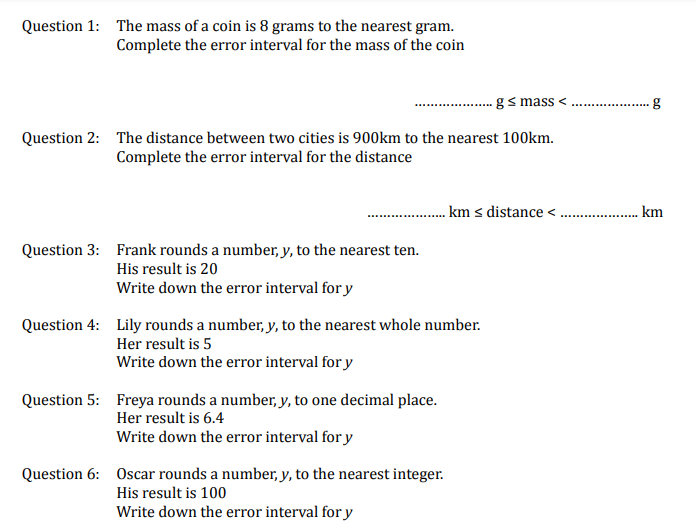 Question 1: The mass of a coin is 8 grams to the nearest gram.
Complete the error interval for the mass of the coin
.................... g ≤ mass < .................... g
Question 2: The distance between two cities is 900km to the nearest 100km.
Complete the error interval for the distance
.................... km ≤ distance < .................... km
Question 3: Frank rounds a number, y, to the nearest ten.
His result is 20
Write down the error interval for y
Question 4: Lily rounds a number, y, to the nearest whole number.
Her result is 5
Write down the error interval for y
Question 5: Freya rounds a number, y, to one decimal place.
Her result is 6.4
Write down the error interval for y
Question 6: Oscar rounds a number, y, to the nearest integer.
His result is 100
Write down the error interval for y